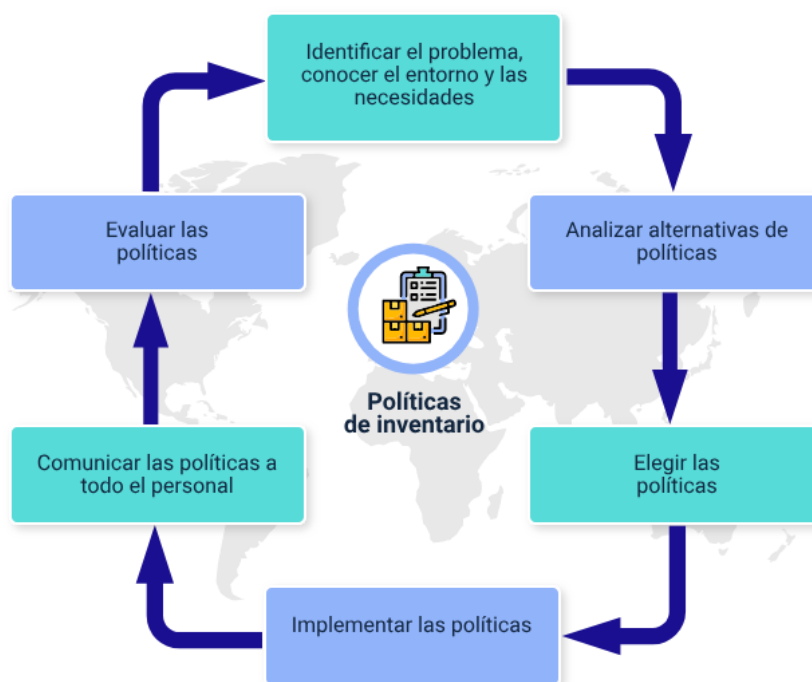 Identificar el problema,
conocer el entorno y las
necesidades
Analizar alternativas de
políticas
Elegir las
políticas
Implementar las políticas
Comunicar las políticas a
todo el personal
Evaluar las
políticas
Políticas
de inventario